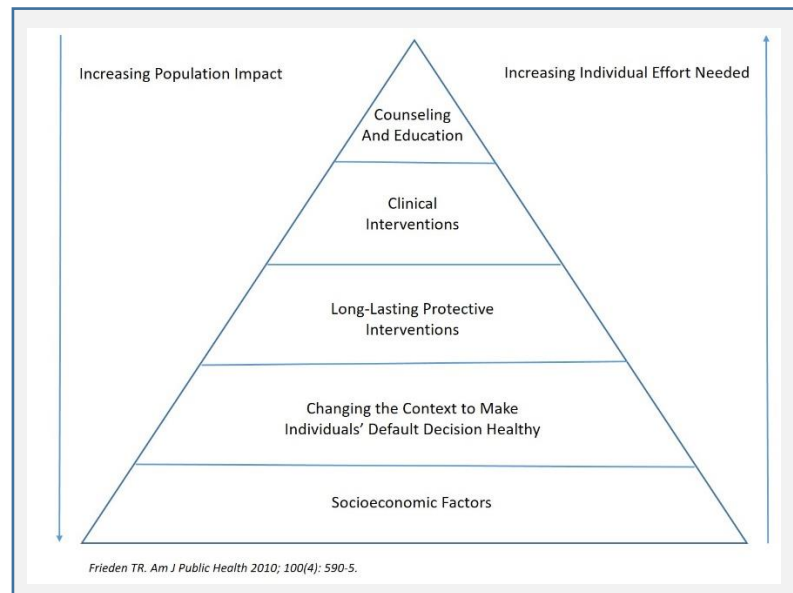 Increasing Population Impact
Increasing Individual Effort Needed
Counseling
And Education
Clinical
Interventions
Long-Lasting Protective
Interventions
Changing the Context to Make
Individuals’ Default Decision Healthy
Socioeconomic Factors
Frieden TR. Am J Public Health 2010; 100(4): 590-5.